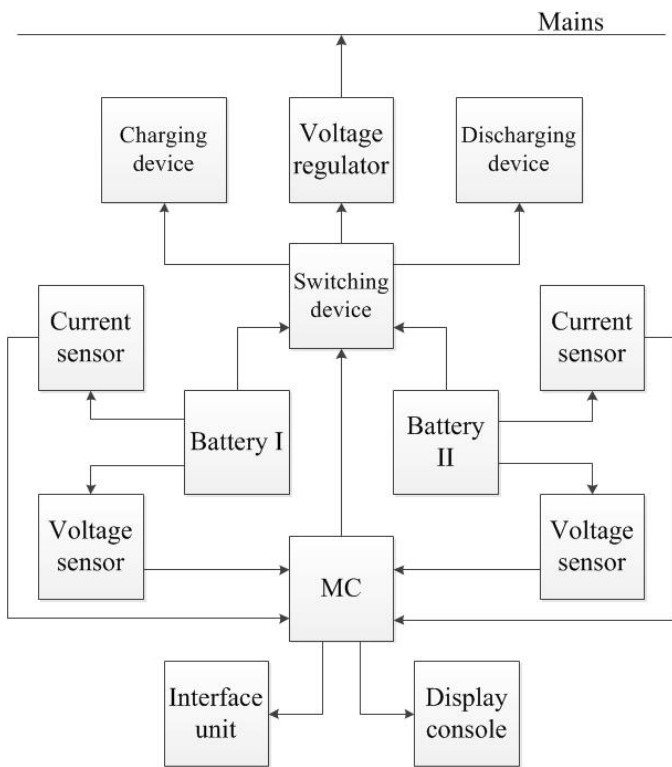 Mains
Charging
device
Voltage
regulator
Discharging
device
Switching
device
Current
sensor
Current
sensor
Battery I
Battery
II
Voltage
sensor
MC
Voltage
sensor
Interface
unit
Display
console